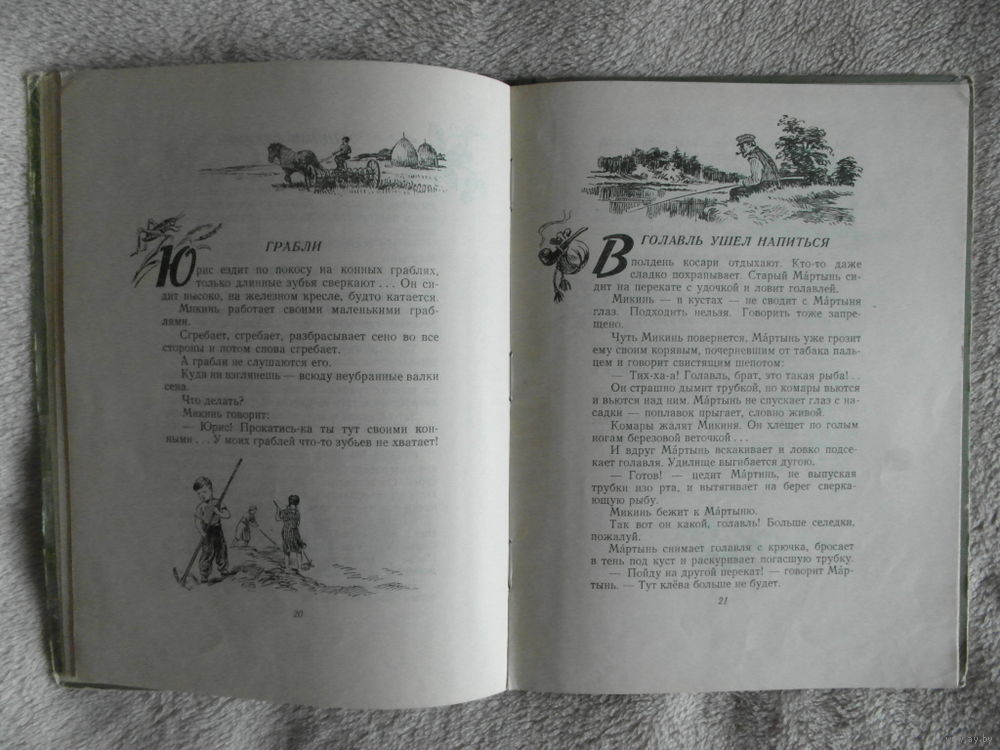 ГРАБЛИ
Юрис ездит по покосу на конных граблях,
только длинные зубья сверкают... Он си-
дит высоко, на железном кресле, будто катается.
Микинь работает своими маленькими граб-
лями.
Сгребает, сгребает, разбрасывает сено во все
стороны и потом снова сгребает.
А грабли не слушаются его.
Куда ни взглянешь — всюду неубранные валки
сена.
Что делать?
Микинь говорит:
— Юрис! Прокатись-ка ты тут своими кон-
ными... У моих граблей что-то зубьев не хватает!
20
ГОЛАВЛЬ УШЕЛ НАПИТЬСЯ
В полдень косари отдыхают. Кто-то даже
сладко похрапывает. Старый Ма́ртынь си-
дит на перекате с удочкой и ловит голавлей.
Микинь — в кустах — не сводит с Ма́ртыня
глаз. Подходить нельзя. Говорить тоже запре-
щено.
Чуть Микинь повернется, Ма́ртынь уже грозит
ему своим корявым, почерневшим от табака паль-
цем и говорит свистящим шепотом:
— Тих-ха-а! Голавль, брат, это такая рыба!..
Он страшно дымит трубкой, но комары вьются
и вьются над ним. Ма́ртынь не спускает глаз с на-
садки — поплавок прыгает, словно живой.
Комары жалят Микиня. Он хлещет по голым
ногам березовой веточкой...
И вдруг Ма́ртынь вскакивает и ловко подсе-
кает голавля. Удилище выгибается дугою.
— Готов! — цедит Ма́ртинь, не выпуская
трубки изо рта, и вытягивает на берег сверка-
ющую рыбу.
Микинь бежит к Ма́ртыню.
Так вот он какой, голавль! Больше селедки,
пожалуй.
Ма́ртынь снимает голавля с крючка, бросает
в тень под куст и раскуривает погасшую трубку.
— Пойду на другой перекат! — говорит Ма́р-
тынь. — Тут клёва больше не будет.
21
www.ay.by